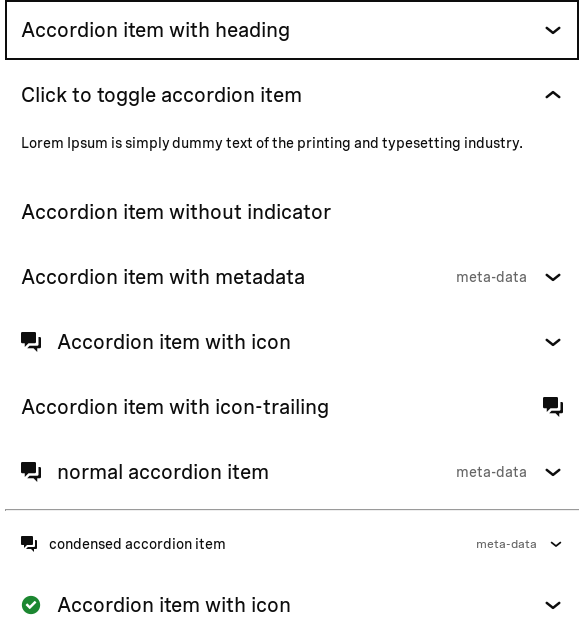 Accordion item with heading
Click to toggle accordion item
Lorem Ipsum is simply dummy text of the printing and typesetting industry.
Accordion item without indicator
Accordion item with metadata meta-data
Accordion item with icon
Accordion item with icon-trailing
normal accordion item meta-data
condensed accordion item meta-data
Accordion item with icon